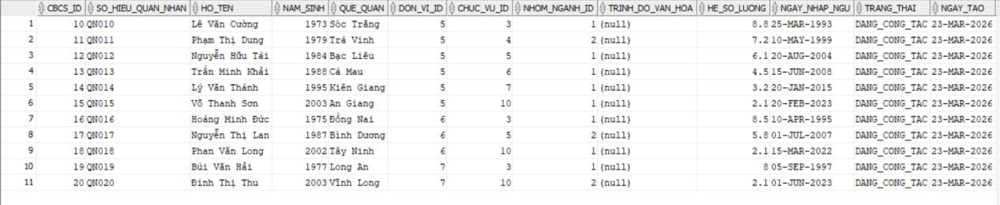 CBCS_ID SO_HIEU_QUAN_NHAN HO_TEN NAM_SINH QUE_QUAN DON_VI_ID CHUC_VU_ID NHOM_NGANH_ID TRINH_DO_VAN_HOA HE_SO_LUONG NGAY_NHAP_NGU TRANG_THAI NGAY_TAO
1 10 QN010 Lê Văn Cường 1973 Sóc Trăng 5 3 1 (null) 8.8 25-MAR-1993 DANG_CONG_TAC 23-MAR-2026
2 11 QN011 Phạm Thị Dung 1979 Trà Vinh 5 4 2 (null) 7.2 10-MAY-1999 DANG_CONG_TAC 23-MAR-2026
3 12 QN012 Nguyễn Hữu Tài 1984 Bạc Liêu 5 5 1 (null) 6.1 20-AUG-2004 DANG_CONG_TAC 23-MAR-2026
4 13 QN013 Trần Minh Khải 1988 Cà Mau 5 6 1 (null) 4.5 15-JUN-2008 DANG_CONG_TAC 23-MAR-2026
5 14 QN014 Lý Văn Thành 1995 Kiên Giang 5 7 1 (null) 3.2 20-JAN-2015 DANG_CONG_TAC 23-MAR-2026
6 15 QN015 Võ Thanh Sơn 2003 An Giang 5 10 1 (null) 2.1 20-FEB-2023 DANG_CONG_TAC 23-MAR-2026
7 16 QN016 Hoàng Minh Đức 1975 Đồng Nai 6 3 1 (null) 8.5 10-APR-1995 DANG_CONG_TAC 23-MAR-2026
8 17 QN017 Nguyễn Thị Lan 1987 Bình Dương 6 5 2 (null) 5.8 01-JUL-2007 DANG_CONG_TAC 23-MAR-2026
9 18 QN018 Phan Văn Long 2002 Tây Ninh 6 10 1 (null) 2.1 15-MAR-2022 DANG_CONG_TAC 23-MAR-2026
10 19 QN019 Bùi Văn Hải 1977 Long An 7 3 1 (null) 8 05-SEP-1997 DANG_CONG_TAC 23-MAR-2026
11 20 QN020 Đinh Thị Thu 2003 Vĩnh Long 7 10 2 (null) 2.1 01-JUN-2023 DANG_CONG_TAC 23-MAR-2026